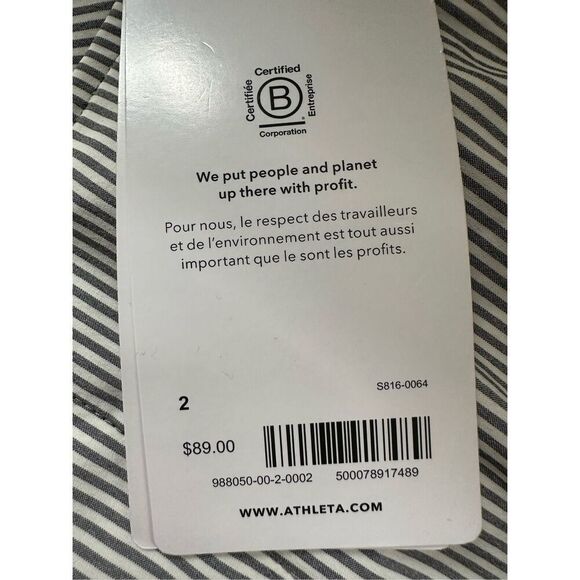 Certified
Certifiée
B
Entreprise
®
Corporation
We put people and planet
up there with profit.
Pour nous, le respect des travailleurs
et de l'environnement est tout aussi
important que le sont les profits.
S816-0064
2
$89.00
988050-00-2-0002 500078917489
WWW.ATHLETA.COM